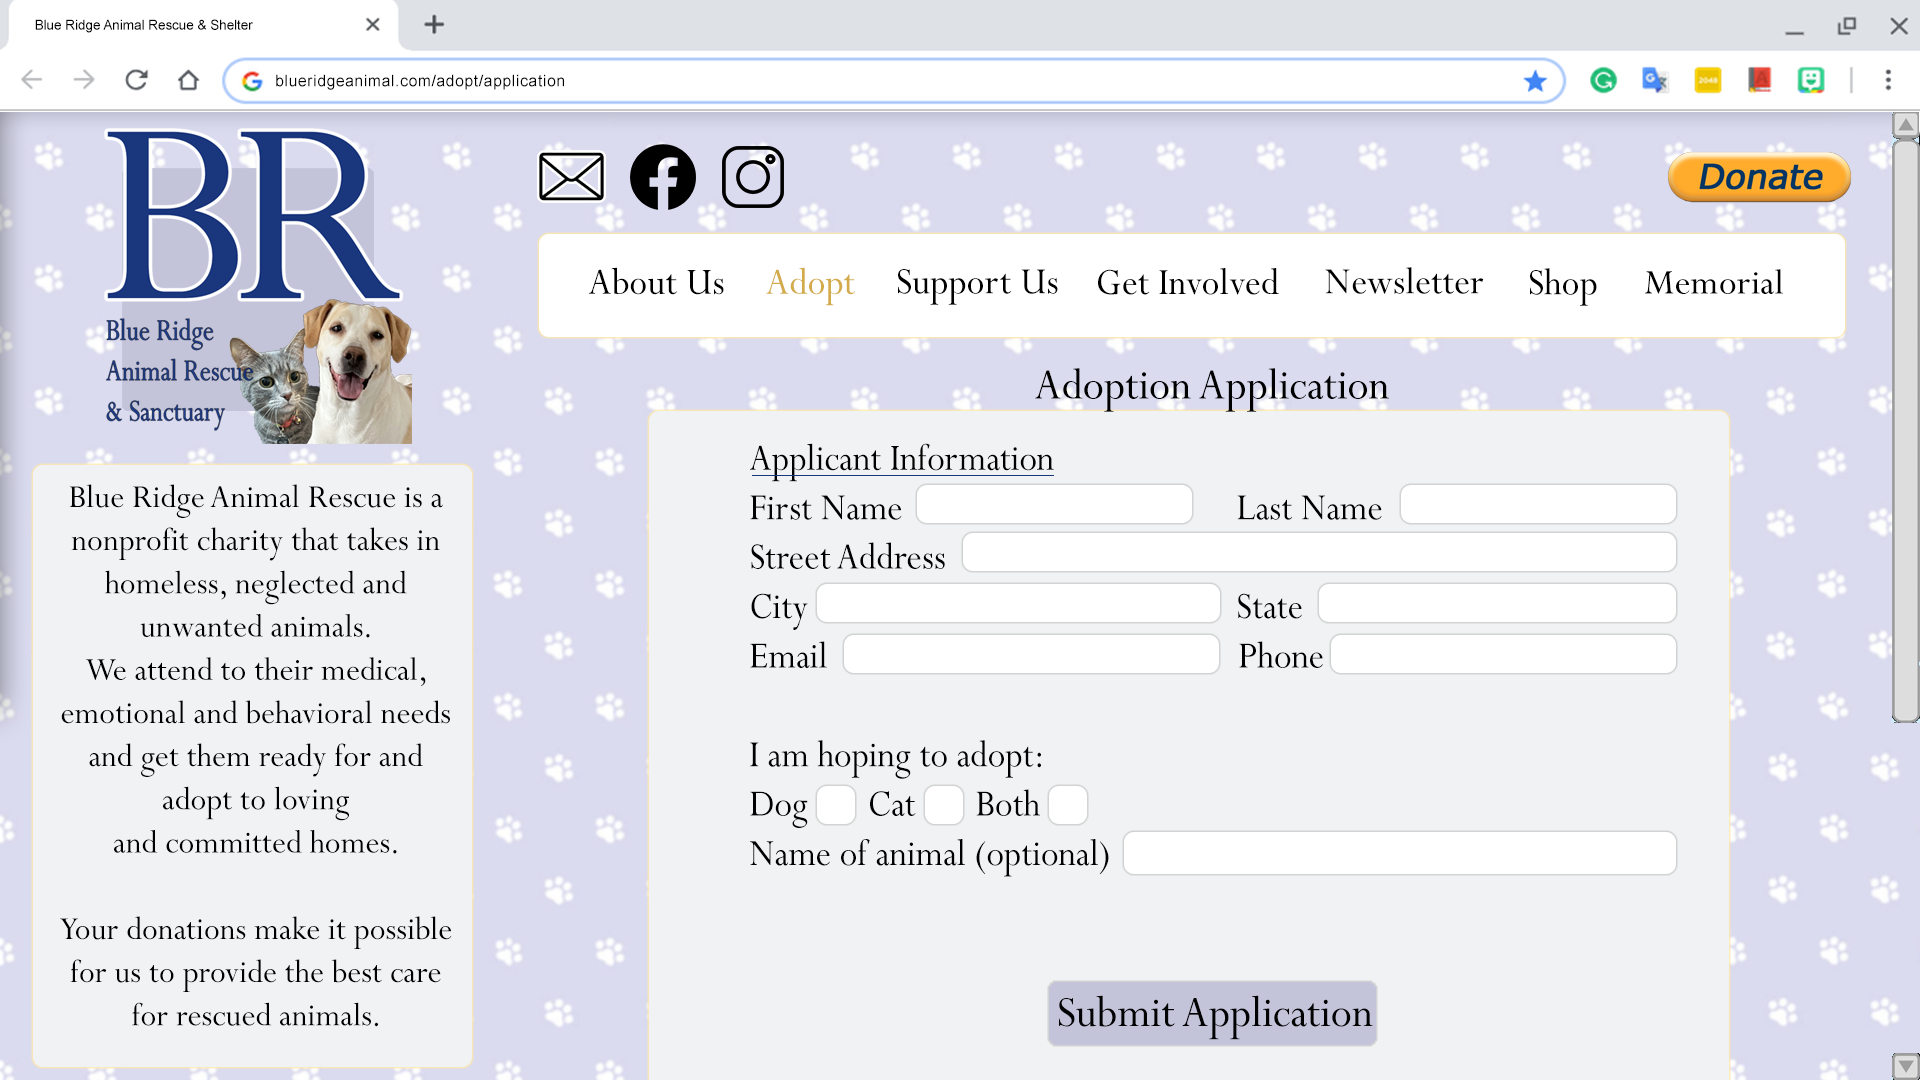 Blue Ridge Animal Rescue & Shelter
blueridgeanimal.com/adopt/application
2048
BR
Blue Ridge
Animal Rescue
& Sanctuary
Donate
About Us Adopt Support Us Get Involved Newsletter Shop Memorial
Blue Ridge Animal Rescue is a
nonprofit charity that takes in
homeless, neglected and
unwanted animals.
We attend to their medical,
emotional and behavioral needs
and get them ready for and
adopt to loving
and committed homes.
Your donations make it possible
for us to provide the best care
for rescued animals.
Adoption Application
Applicant Information
First Name Last Name
Street Address
City State
Email Phone
I am hoping to adopt:
Dog Cat Both
Name of animal (optional)
Submit Application